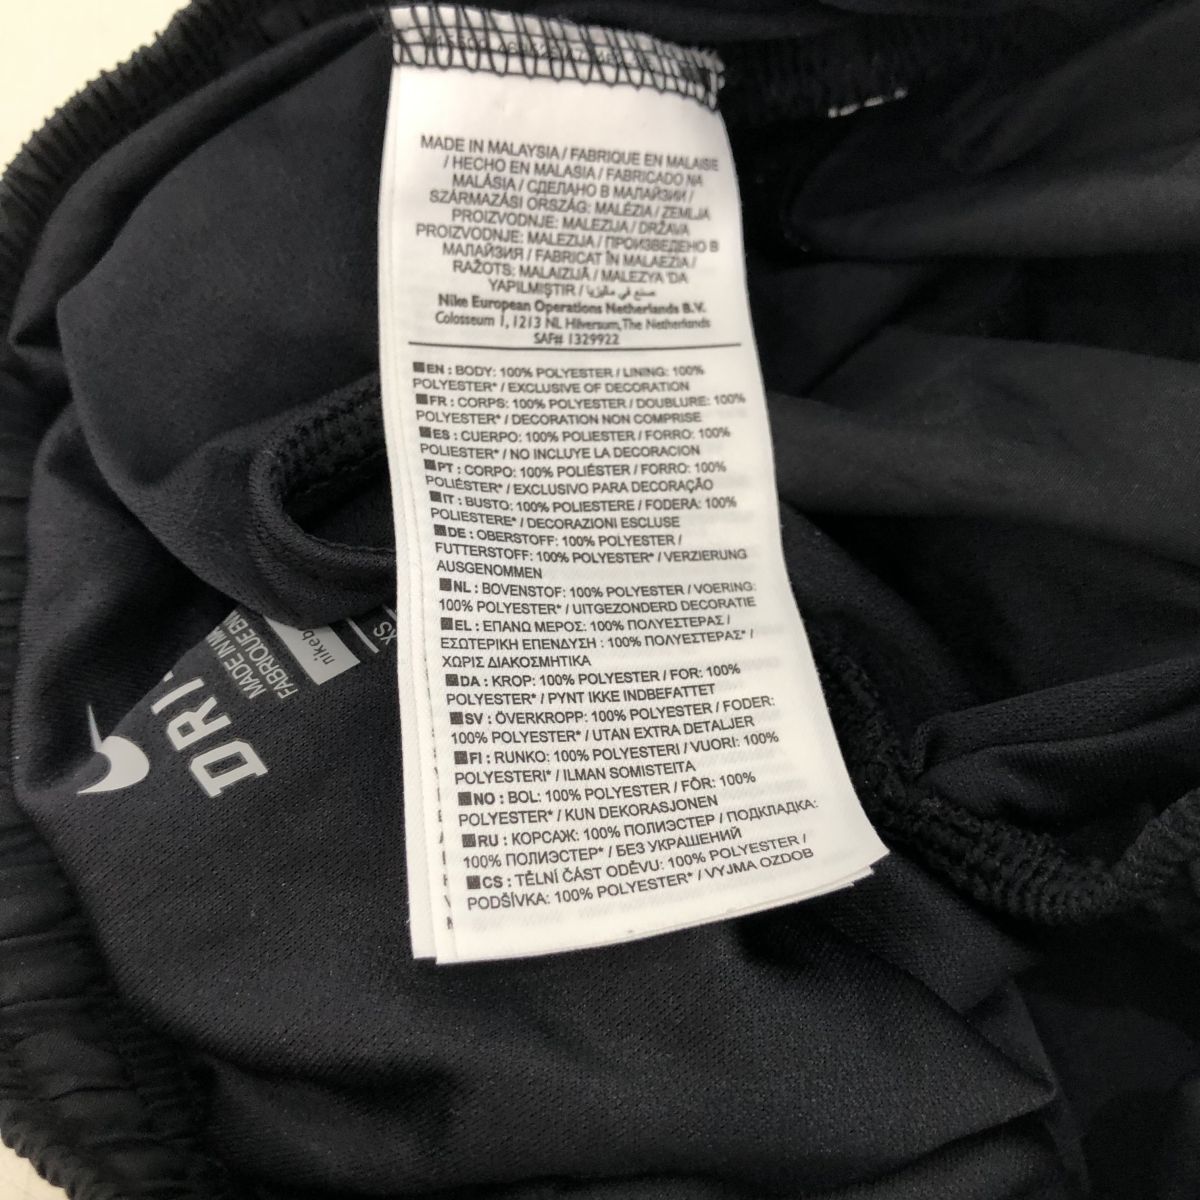 MADE IN MALAYSIA / FABRIQUE EN MALAISIE
/ HECHO EN MALASIA / FABRICADO NA
MALÁSIA / СДЕЛАНО В МАЛАЙЗИИ /
SZÁRMAZÁSI ORSZÁG: MALÉZIA / ZEMLJA
PROIZVODNJE: MALEZIJA / DRŽAVA
PROIZVODNJE: MALEZIJA / ПРОИЗВЕДЕНО В
МАЛАЙЗИЯ / FABRICAT ÎN MALAEZIA /
RAŽOTS: MALAIZIJĀ / MALEZYA 'DA
YAPILMIŞTIR / صنع في ماليزيا
Nike European Operations Netherlands B.V.
Colosseum 1, 1213 NL Hilversum, The Netherlands
SAF# 1329922
EN : BODY: 100% POLYESTER / LINING: 100%
POLYESTER* / EXCLUSIVE OF DECORATION
FR : CORPS: 100% POLYESTER / DOUBLURE: 100%
POLYESTER* / DECORATION NON COMPRISE
ES : CUERPO: 100% POLIESTER / FORRO: 100%
POLIESTER* / NO INCLUYE LA DECORACION
PT : CORPO: 100% POLIÉSTER / FORRO: 100%
POLIÉSTER* / EXCLUSIVO PARA DECORAÇÃO
IT : BUSTO: 100% POLIESTERE / FODERA: 100%
POLIESTERE* / DECORAZIONI ESCLUSE
DE : OBERSTOFF: 100% POLYESTER /
FUTTERSTOFF: 100% POLYESTER* / VERZIERUNG
AUSGENOMMEN
NL : BOVENSTOF: 100% POLYESTER / VOERING:
100% POLYESTER* / UITGEZONDERD DECORATIE
EL : ΕΠΑΝΩ ΜΕΡΟΣ: 100% ΠΟΛΥΕΣΤΕΡΑΣ /
ΕΣΩΤΕΡΙΚΗ ΕΠΕΝΔΥΣΗ : 100% ΠΟΛΥΕΣΤΕΡΑΣ* /
ΧΩΡΙΣ ΔΙΑΚΟΣΜΗΤΙΚΑ
DA : KROP: 100% POLYESTER / FOR: 100%
POLYESTER* / PYNT IKKE INDBEFATTET
SV : ÖVERKROPP: 100% POLYESTER / FODER:
100% POLYESTER* / UTAN EXTRA DETALJER
FI : RUNKO: 100% POLYESTERI / VUORI: 100%
POLYESTERI* / ILMAN SOMISTEITA
NO : BOL: 100% POLYESTER / FÔR: 100%
POLYESTER* / KUN DEKORASJONEN
RU : КОРСАЖ: 100% ПОЛИЭСТЕР / ПОДКЛАДКА:
100% ПОЛИЭСТЕР* / БЕЗ УКРАШЕНИЙ
CS : TĚLNÍ ČÁST ODĚVU: 100% POLYESTER /
PODŠÍVKA: 100% POLYESTER* / VYJMA OZDOB
DRI
MADE IN
FABRIQUE
nikeb
XS